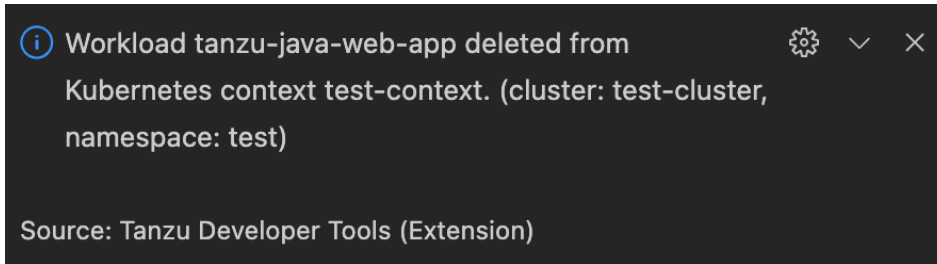 Workload tanzu-java-web-app deleted from
Kubernetes context test-context. (cluster: test-cluster,
namespace: test)
Source: Tanzu Developer Tools (Extension)